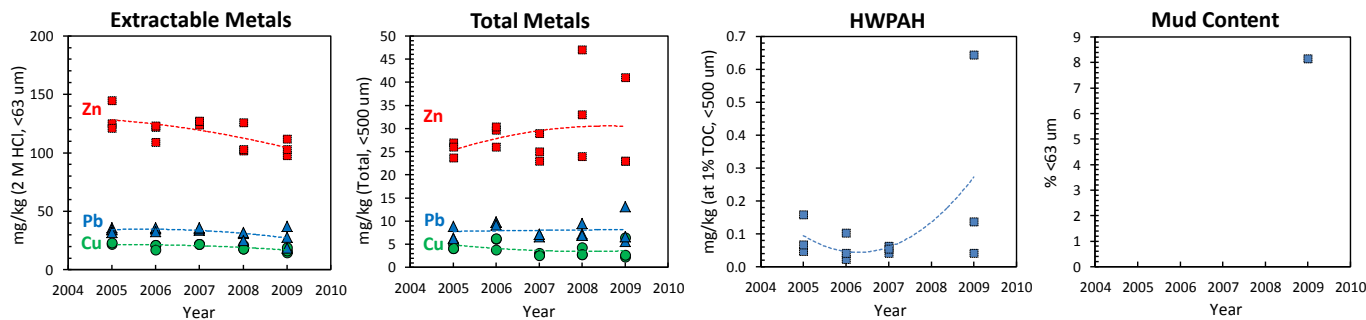 Extractable Metals
mg/kg (2 M HCl, <63 um)
200
150
100
50
0
Zn
Pb
Cu
2004 2005 2006 2007 2008 2009 2010
Year
Total Metals
mg/kg (Total, <500 um)
50
45
40
35
30
25
20
15
10
5
0
Zn
Pb
Cu
2004 2005 2006 2007 2008 2009 2010
Year
HWPAH
mg/kg (at 1% TOC, <500 um)
0.7
0.6
0.5
0.4
0.3
0.2
0.1
0.0
2004 2005 2006 2007 2008 2009 2010
Year
Mud Content
% <63 um
9
8
7
6
5
4
3
2
1
0
2004 2005 2006 2007 2008 2009 2010
Year